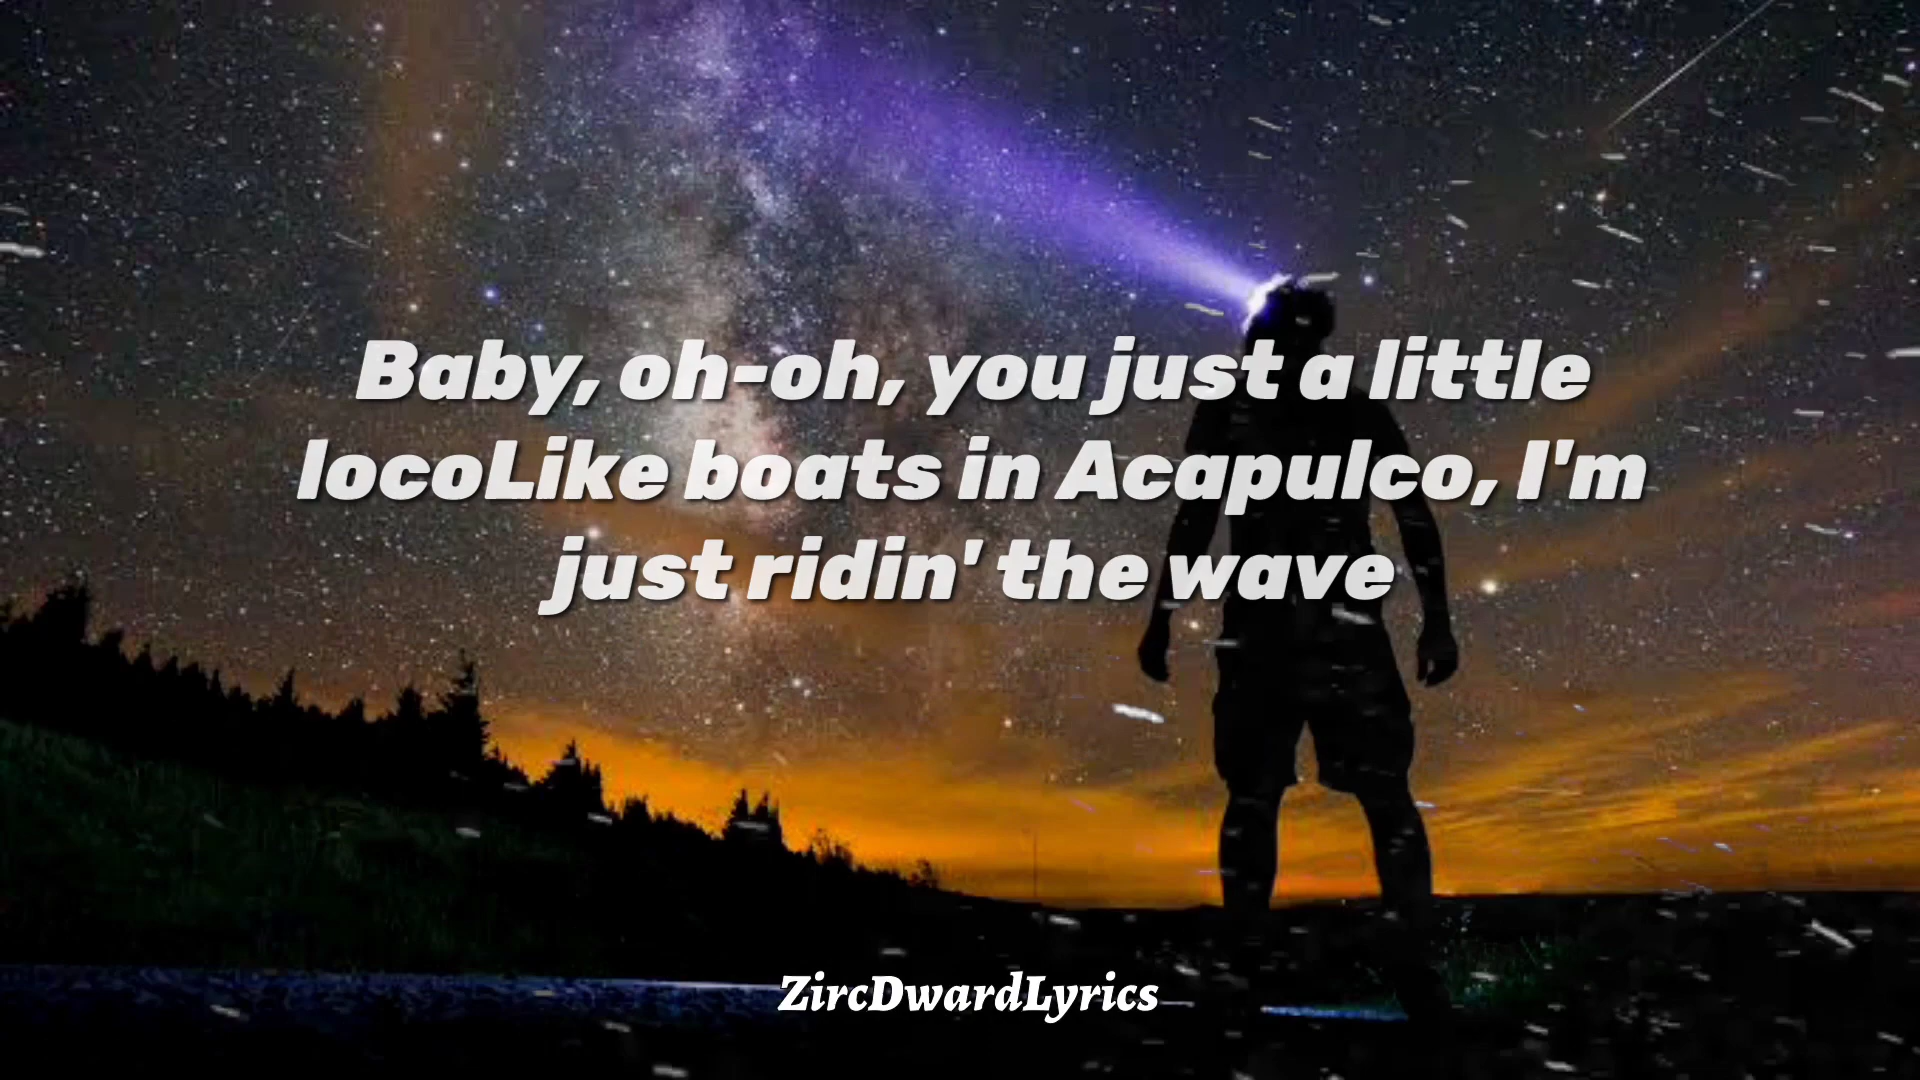 Baby, oh-oh, you just a little
locoLike boats in Acapulco, I'm
just ridin' the wave
ZircDwardLyrics